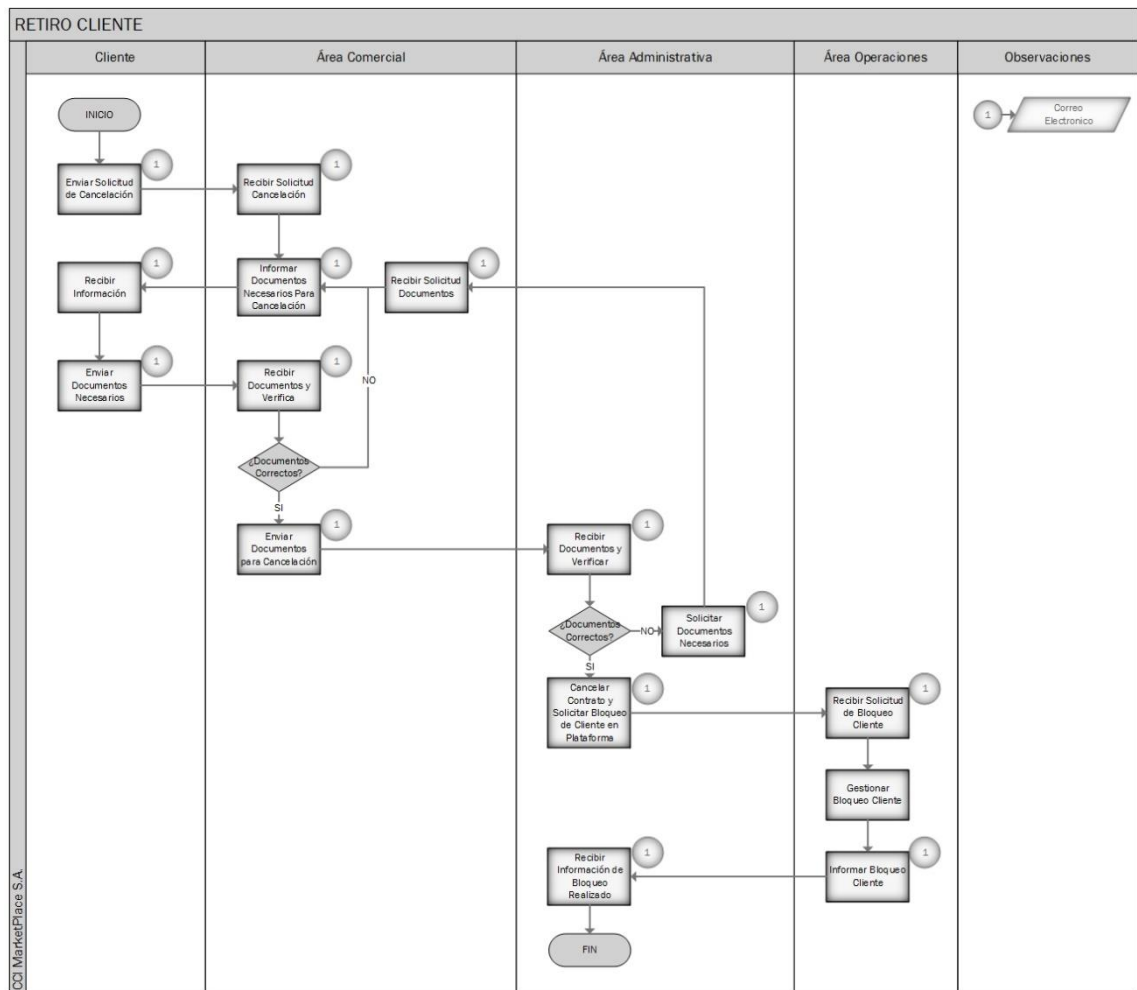 RETIRO CLIENTE
Cliente
Área Comercial
Área Administrativa
Área Operaciones
Observaciones
INICIO
1
Correo
Electronico
Enviar Solicitud
de Cancelación
1
Recibir Solicitud
Cancelación
1
Recibir
Información
1
Informar
Documentos
Necesarios Para
Cancelación
1
Recibir Solicitud
Documentos
1
Enviar
Documentos
Necesarios
1
Recibir
Documentos y
Verifica
1
NO
¿Documentos
Correctos?
SI
Enviar
Documentos
para Cancelación
1
Recibir
Documentos y
Verificar
1
¿Documentos
Correctos?
NO
Solicitar
Documentos
Necesarios
1
SI
Cancelar
Contrato y
Solicitar Bloqueo
de Cliente en
Plataforma
1
Recibir Solicitud
de Bloqueo
Cliente
1
Gestionar
Bloqueo Cliente
Recibir
Información de
Bloqueo
Realizado
1
Informar Bloqueo
Cliente
1
FIN
CCI MarketPlace S.A.